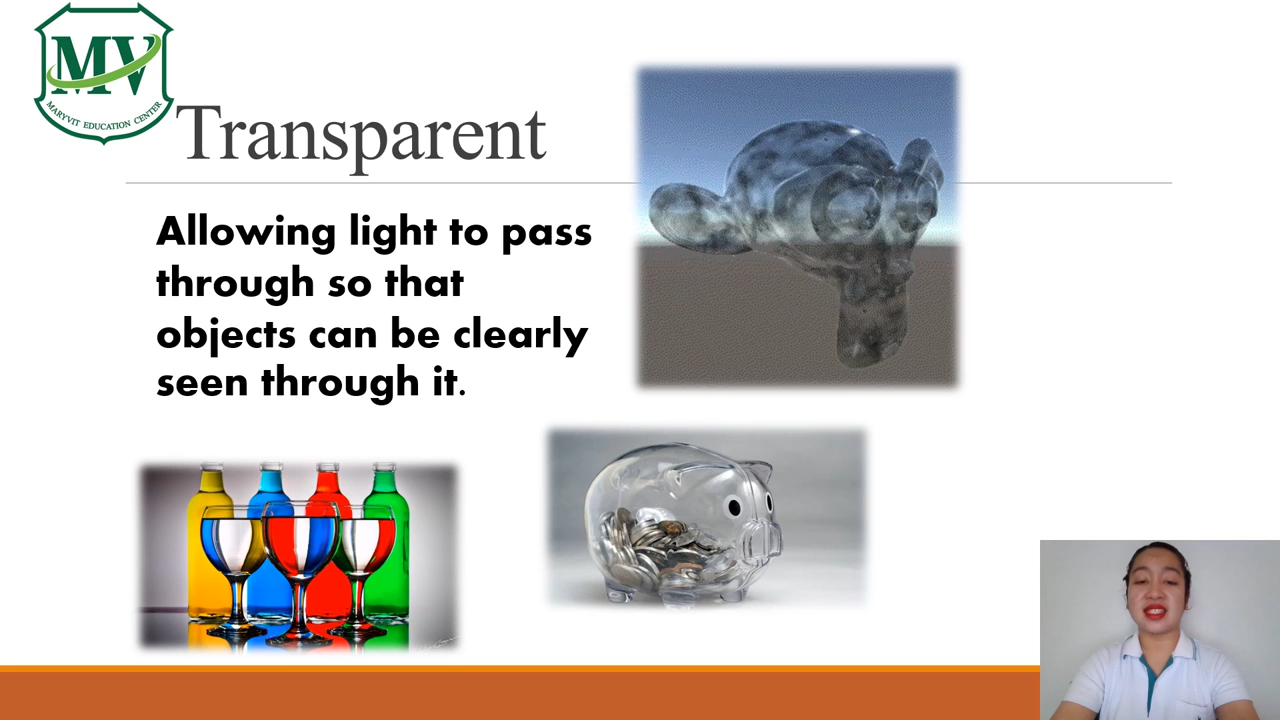 MV
MARYVIT EDUCATION CENTER
Transparent
Allowing light to pass
through so that
objects can be clearly
seen through it.